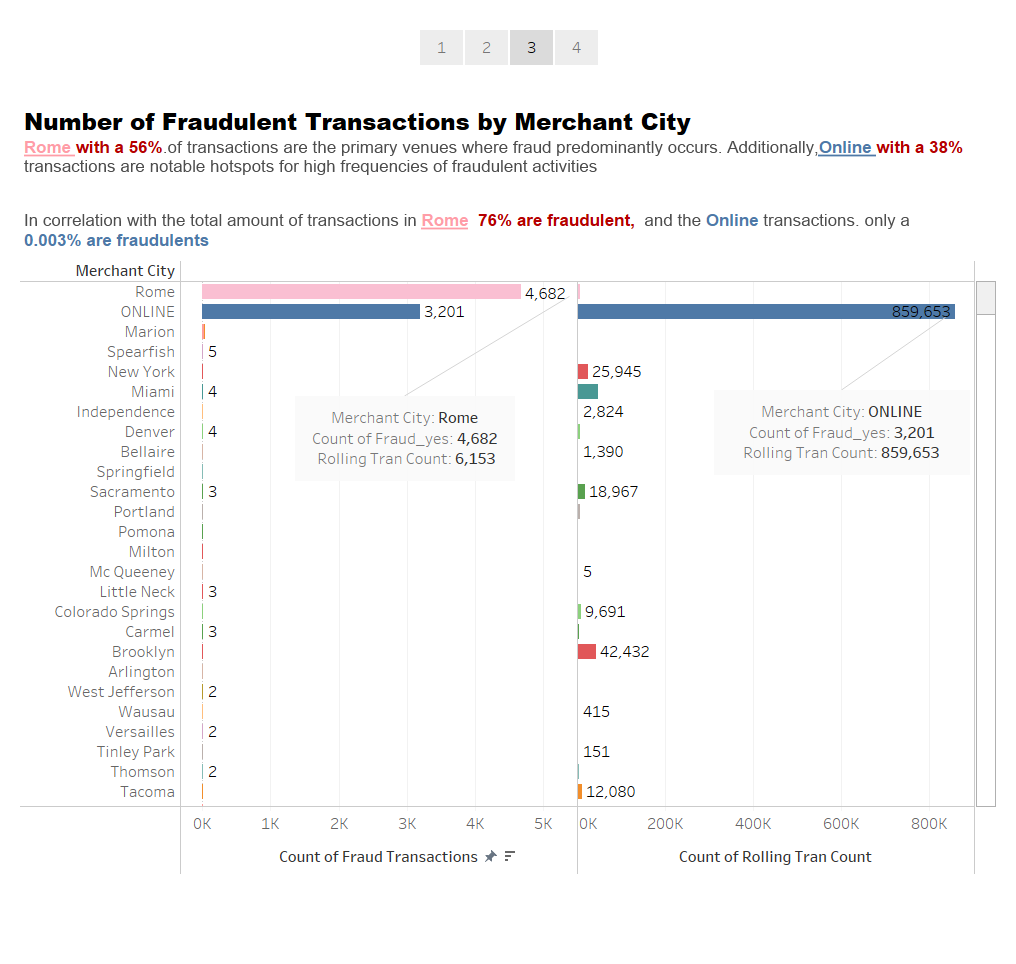 1 2 3 4
Number of Fraudulent Transactions by Merchant City
Rome with a 56%.of transactions are the primary venues where fraud predominantly occurs. Additionally,Online with a 38%
transactions are notable hotspots for high frequencies of fraudulent activities
In correlation with the total amount of transactions in Rome 76% are fraudulent, and the Online transactions. only a
0.003% are fraudulents
Merchant City
Rome 4,682
ONLINE 3,201 859,653
Marion
Spearfish 5
New York 25,945
Miami 4
Independence 2,824
Denver 4
Bellaire 1,390
Springfield
Sacramento 3 18,967
Portland
Pomona
Milton
Mc Queeney 5
Little Neck 3
Colorado Springs 9,691
Carmel 3
Brooklyn 42,432
Arlington
West Jefferson 2
Wausau 415
Versailles 2
Tinley Park 151
Thomson 2
Tacoma 12,080
Merchant City: Rome
Count of Fraud_yes: 4,682
Rolling Tran Count: 6,153
Merchant City: ONLINE
Count of Fraud_yes: 3,201
Rolling Tran Count: 859,653
0K 1K 2K 3K 4K 5K 0K 200K 400K 600K 800K
Count of Fraud Transactions Count of Rolling Tran Count